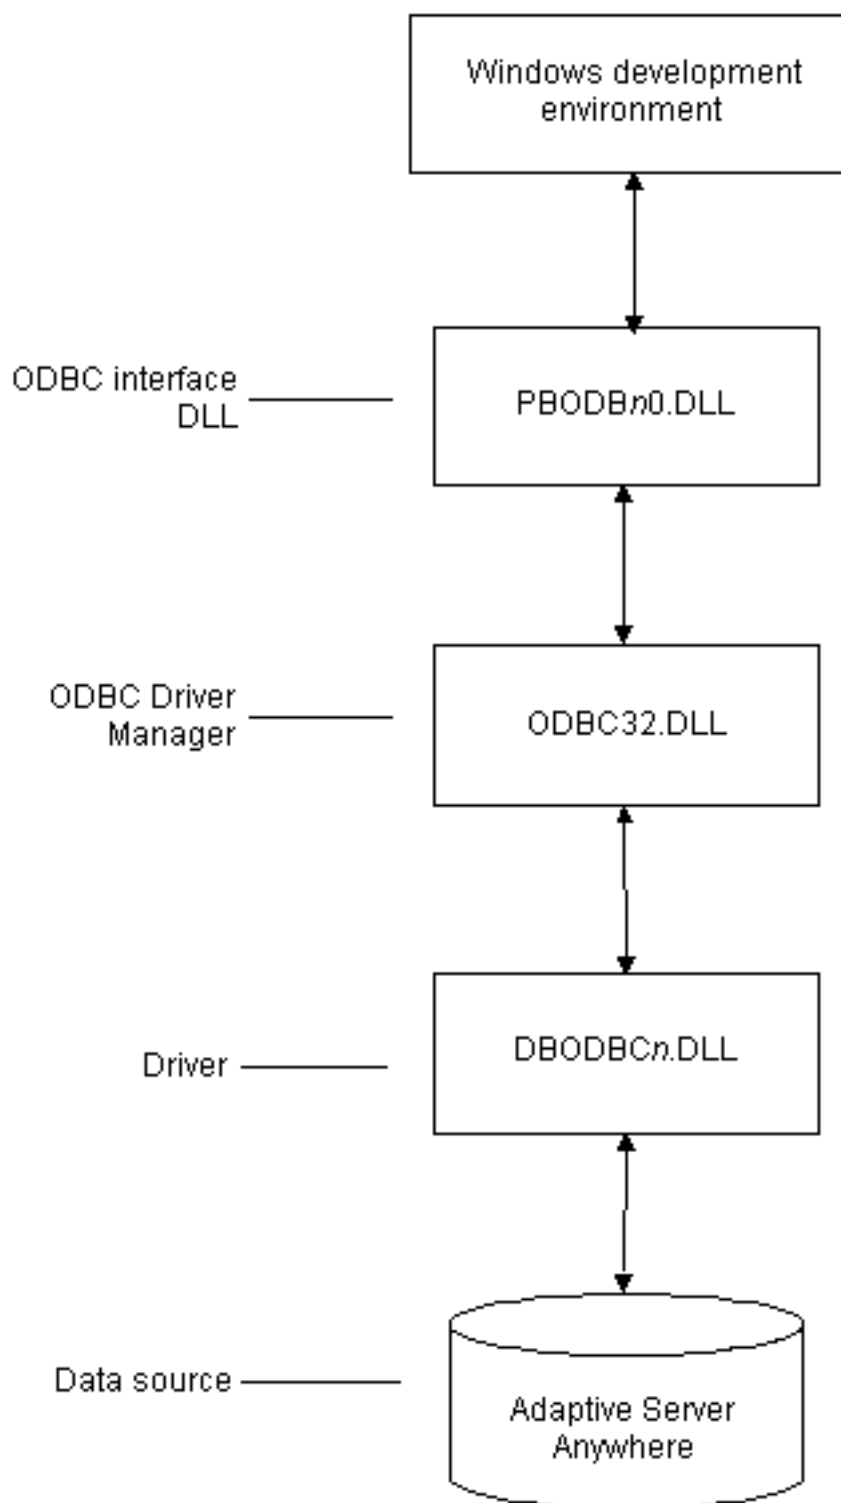 Windows development
environment
ODBC interface
DLL
PBODBn0.DLL
ODBC Driver
Manager
ODBC32.DLL
Driver
DBODBCn.DLL
Data source
Adaptive Server
Anywhere